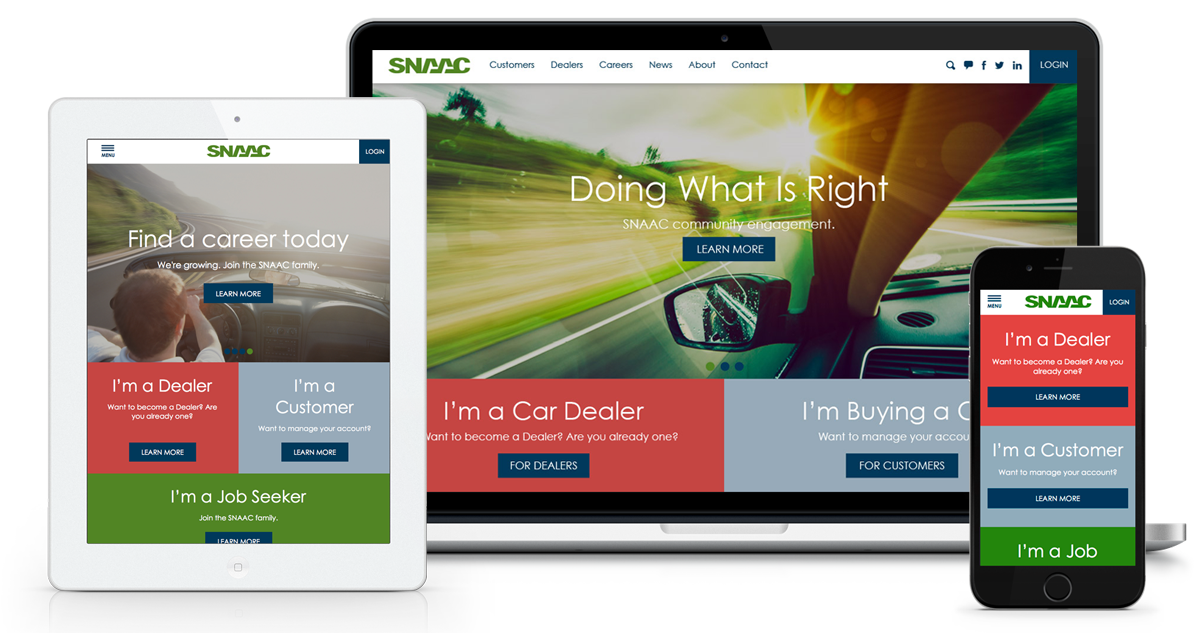 SNAAC Customers Dealers Careers News About Contact LOGIN
Doing What Is Right
SNAAC community engagement.
LEARN MORE
I'm a Car Dealer
Want to become a Dealer? Are you already one?
FOR DEALERS
I'm Buying a C
Want to manage your accou
FOR CUSTOMERS
MENU SNAAC LOGIN
Find a career today
We're growing. Join the SNAAC family.
LEARN MORE
I'm a Dealer
Want to become a Dealer? Are
you already one?
LEARN MORE
I'm a
Customer
Want to manage your account?
LEARN MORE
I'm a Job Seeker
Join the SNAAC family.
LEARN MORE
MENU SNAAC LOGIN
I'm a Dealer
Want to become a Dealer? Are you
already one?
LEARN MORE
I'm a Customer
Want to manage your account?
LEARN MORE
I'm a Job